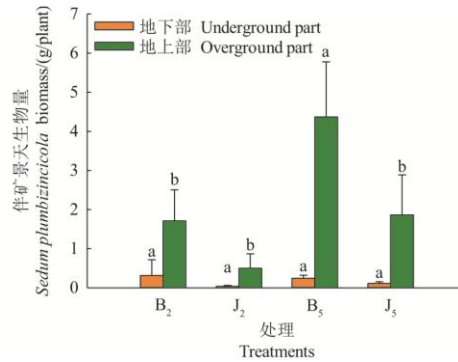 地下部 Underground part
地上部 Overground part
伴矿景天生物量
Sedum plumbizincicola biomass/(g/plant)
7
6
5
4
3
2
1
0
a b a b a a a b
B₂ J₂ B₅ J₅
处理
Treatments